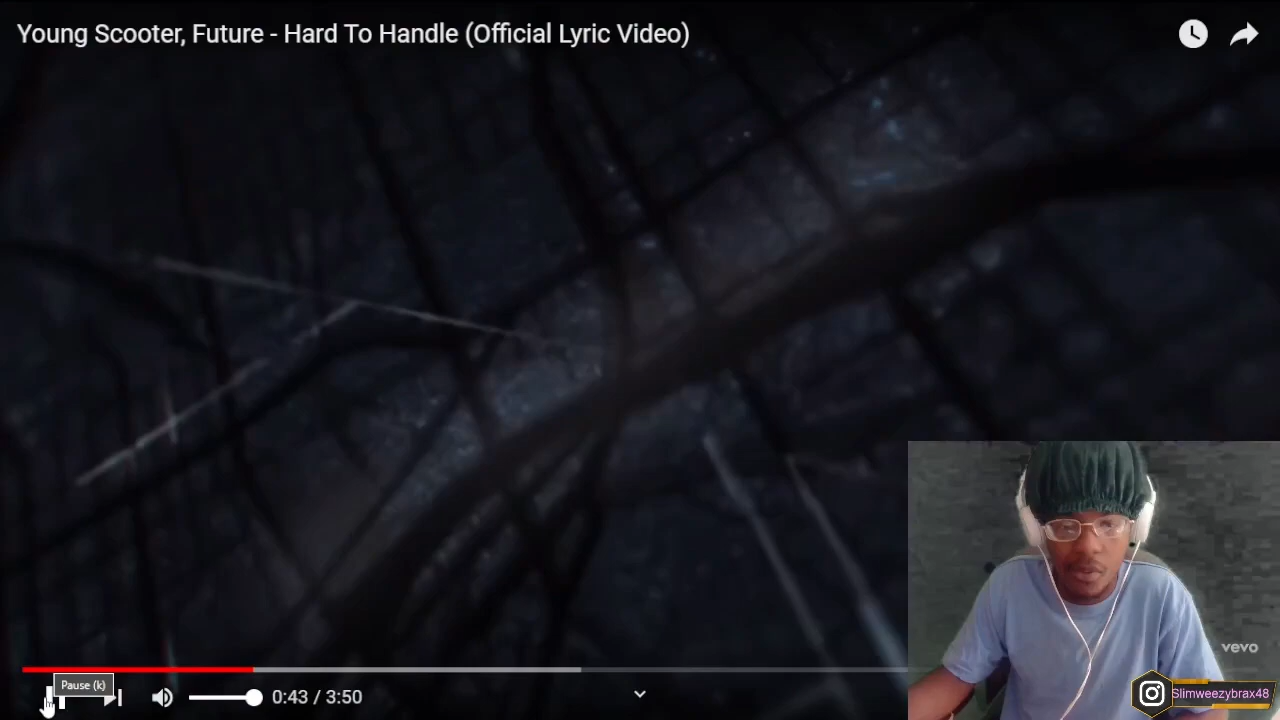 Young Scooter, Future - Hard To Handle (Official Lyric Video)
vevo
Pause (k)
0:43 / 3:50
Slimweezybrax48